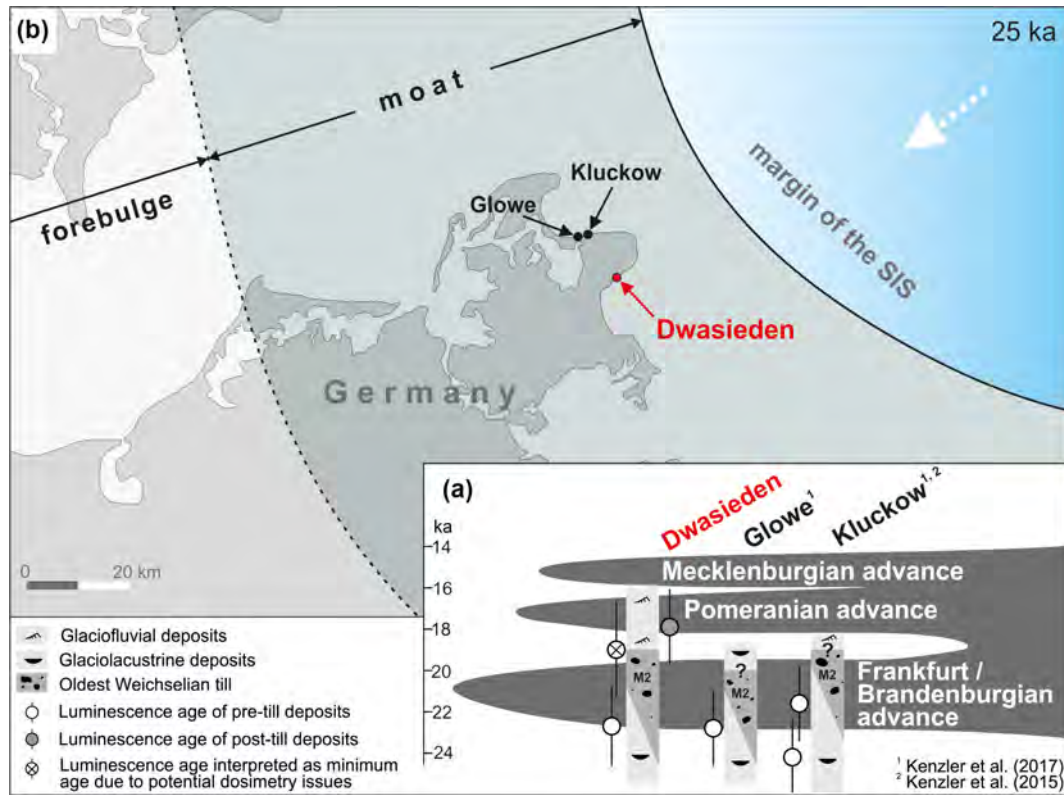 (b)
25 ka
moat
forebulge
margin of the SIS
Kluckow
Glowe
Dwasieden
Germany
0 20 km
(a)
ka
14
16
18
20
22
24
Dwasieden
Glowe¹
Kluckow¹,²
Mecklenburgian advance
Pomeranian advance
Frankfurt /
Brandenburgian
advance
?
M2
?
M2
?
M2
Glaciofluvial deposits
Glaciolacustrine deposits
Oldest Weichselian till
Luminescence age of pre-till deposits
Luminescence age of post-till deposits
Luminescence age interpreted as minimum
age due to potential dosimetry issues
¹ Kenzler et al. (2017)
² Kenzler et al. (2015)